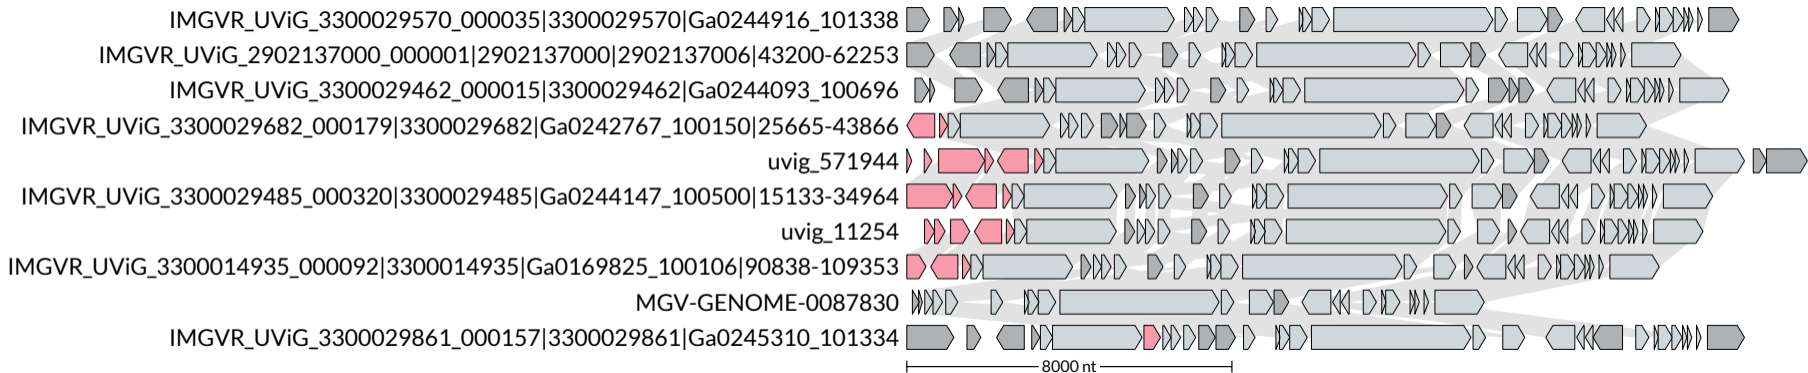 IMGVR_UViG_3300029570_000035|3300029570|Ga0244916_101338
IMGVR_UViG_2902137000_000001|2902137000|2902137006|43200-62253
IMGVR_UViG_3300029462_000015|3300029462|Ga0244093_100696
IMGVR_UViG_3300029682_000179|3300029682|Ga0242767_100150|25665-43866
uvig_571944
IMGVR_UViG_3300029485_000320|3300029485|Ga0244147_100500|15133-34964
uvig_11254
IMGVR_UViG_3300014935_000092|3300014935|Ga0169825_100106|90838-109353
MGV-GENOME-0087830
IMGVR_UViG_3300029861_000157|3300029861|Ga0245310_101334
8000 nt